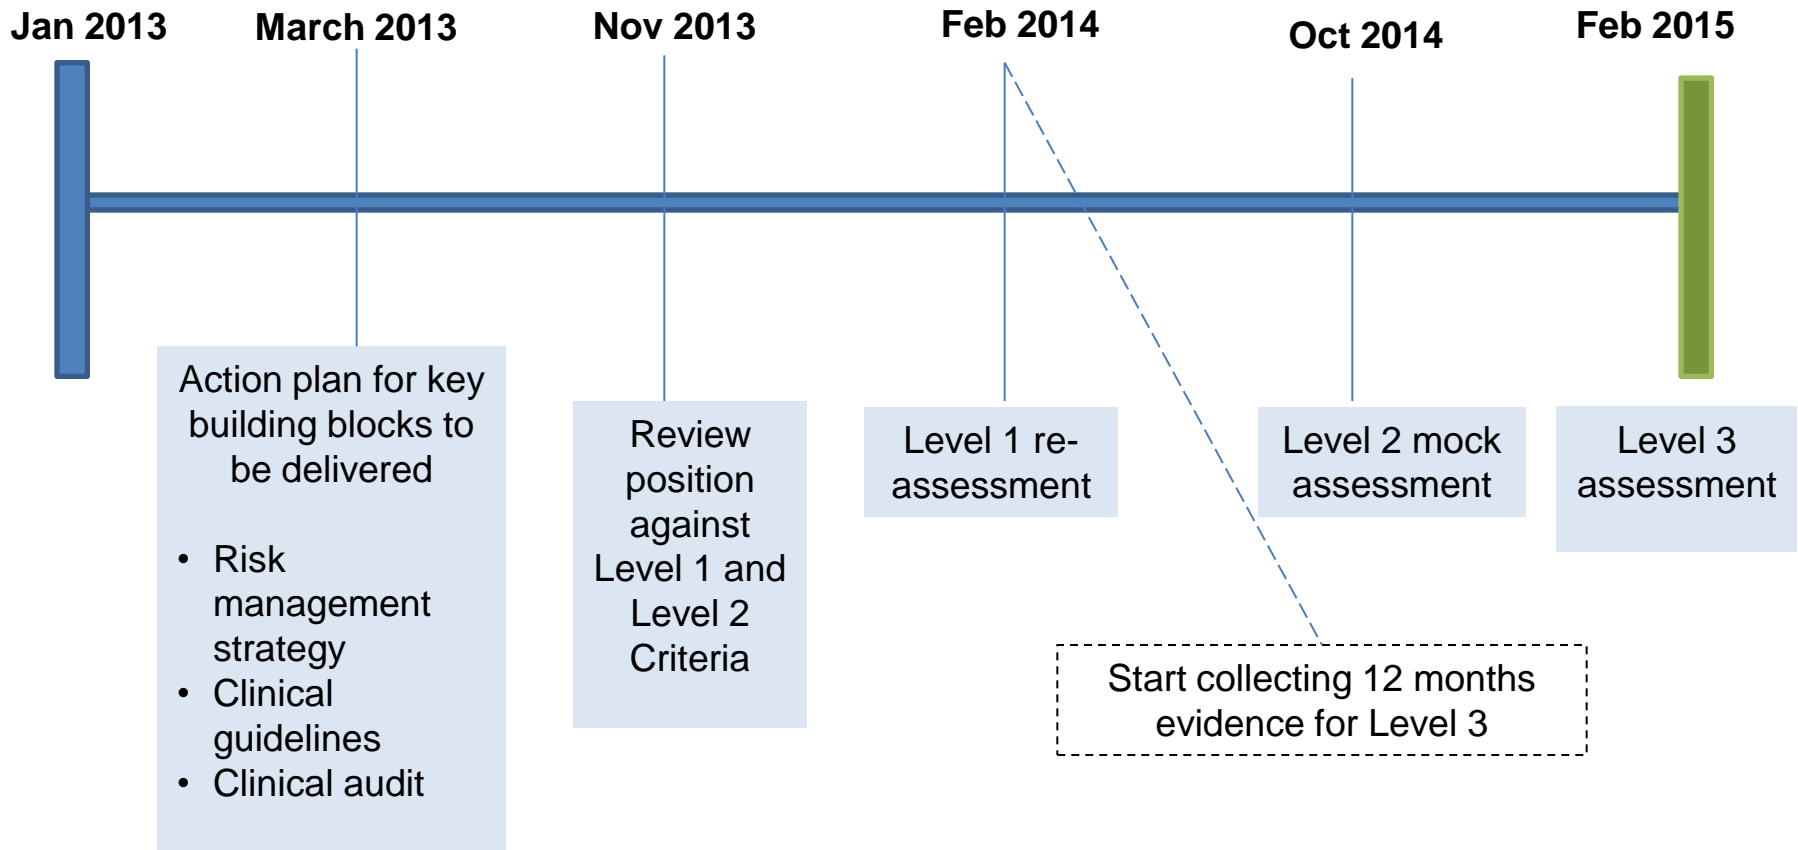 Jan 2013
March 2013
Nov 2013
Feb 2014
Oct 2014
Feb 2015
Action plan for key
building blocks to
be delivered
• Risk
management
strategy
• Clinical
guidelines
• Clinical audit
Review
position
against
Level 1 and
Level 2
Criteria
Level 1 re-
assessment
Level 2 mock
assessment
Level 3
assessment
Start collecting 12 months
evidence for Level 3